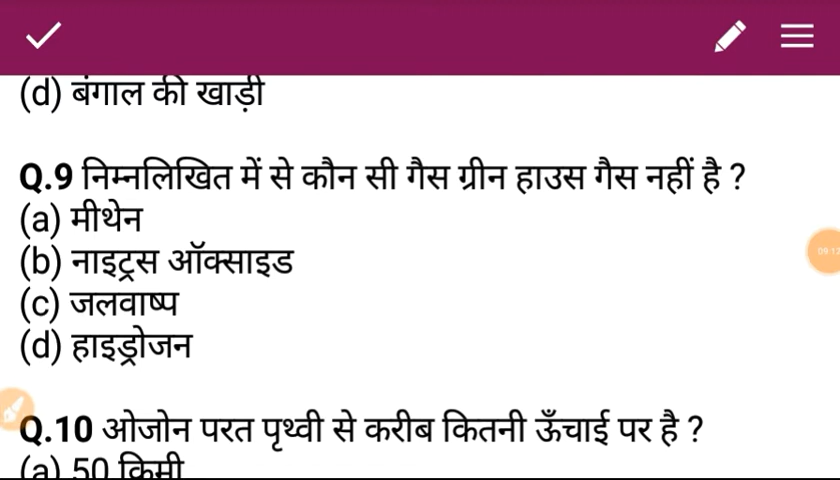 (d) बंगाल की खाड़ी
Q.9 निम्नलिखित में से कौन सी गैस ग्रीन हाउस गैस नहीं है ?
(a) मीथेन
(b) नाइट्रस ऑक्साइड
(c) जलवाष्प
(d) हाइड्रोजन
Q.10 ओजोन परत पृथ्वी से करीब कितनी ऊँचाई पर है ?
(a) 50 किमी